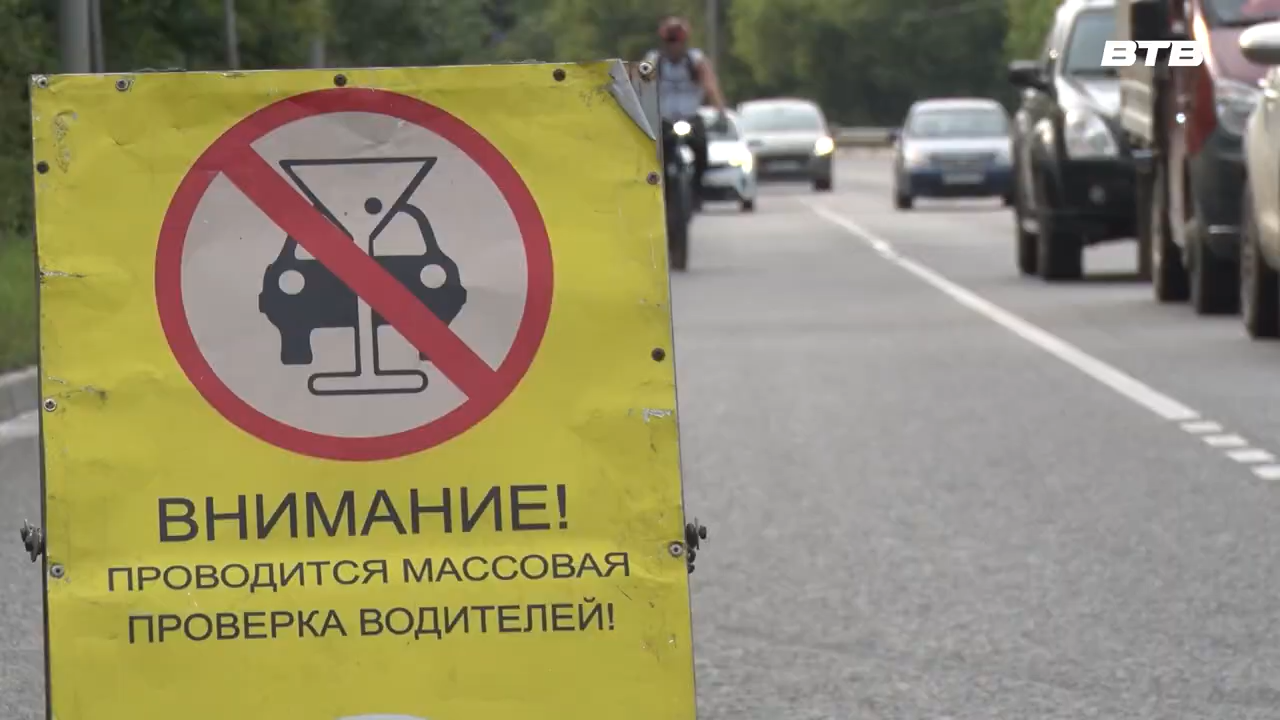 ВТВ
ВНИМАНИЕ!
ПРОВОДИТСЯ МАССОВАЯ
ПРОВЕРКА ВОДИТЕЛЕЙ!